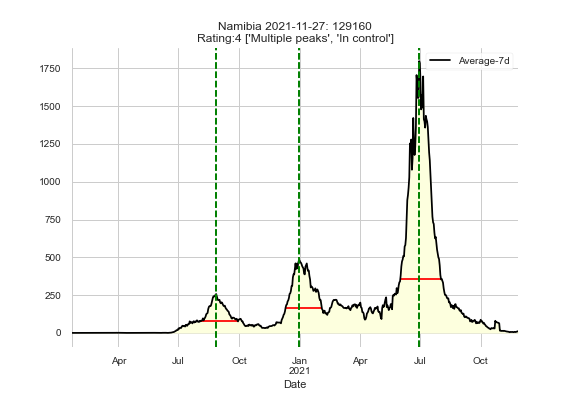 Namibia 2021-11-27: 129160
Rating:4 ['Multiple peaks', 'In control']
Average-7d
1750
1500
1250
1000
750
500
250
0
Apr Jul Oct Jan Apr Jul Oct
2021
Date